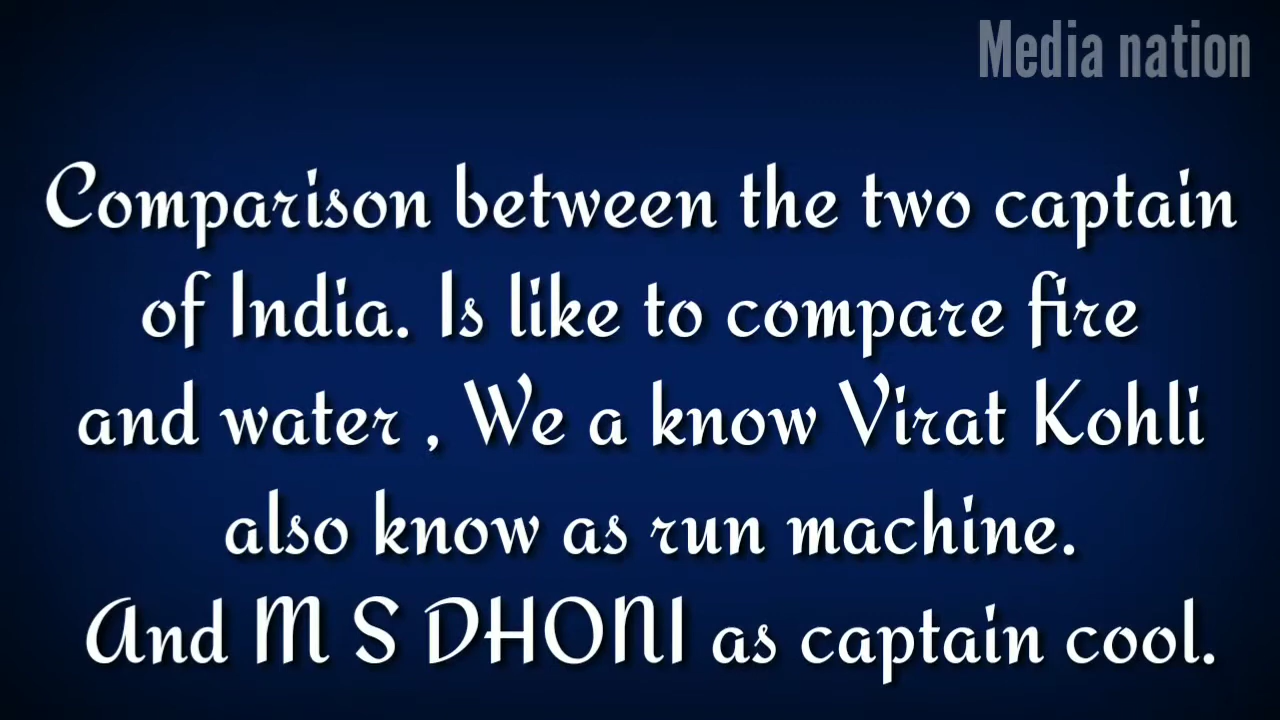 Media nation
Comparison between the two captain
of India. Is like to compare fire
and water , We a know Virat Kohli
also know as run machine.
And M S DHONI as captain cool.